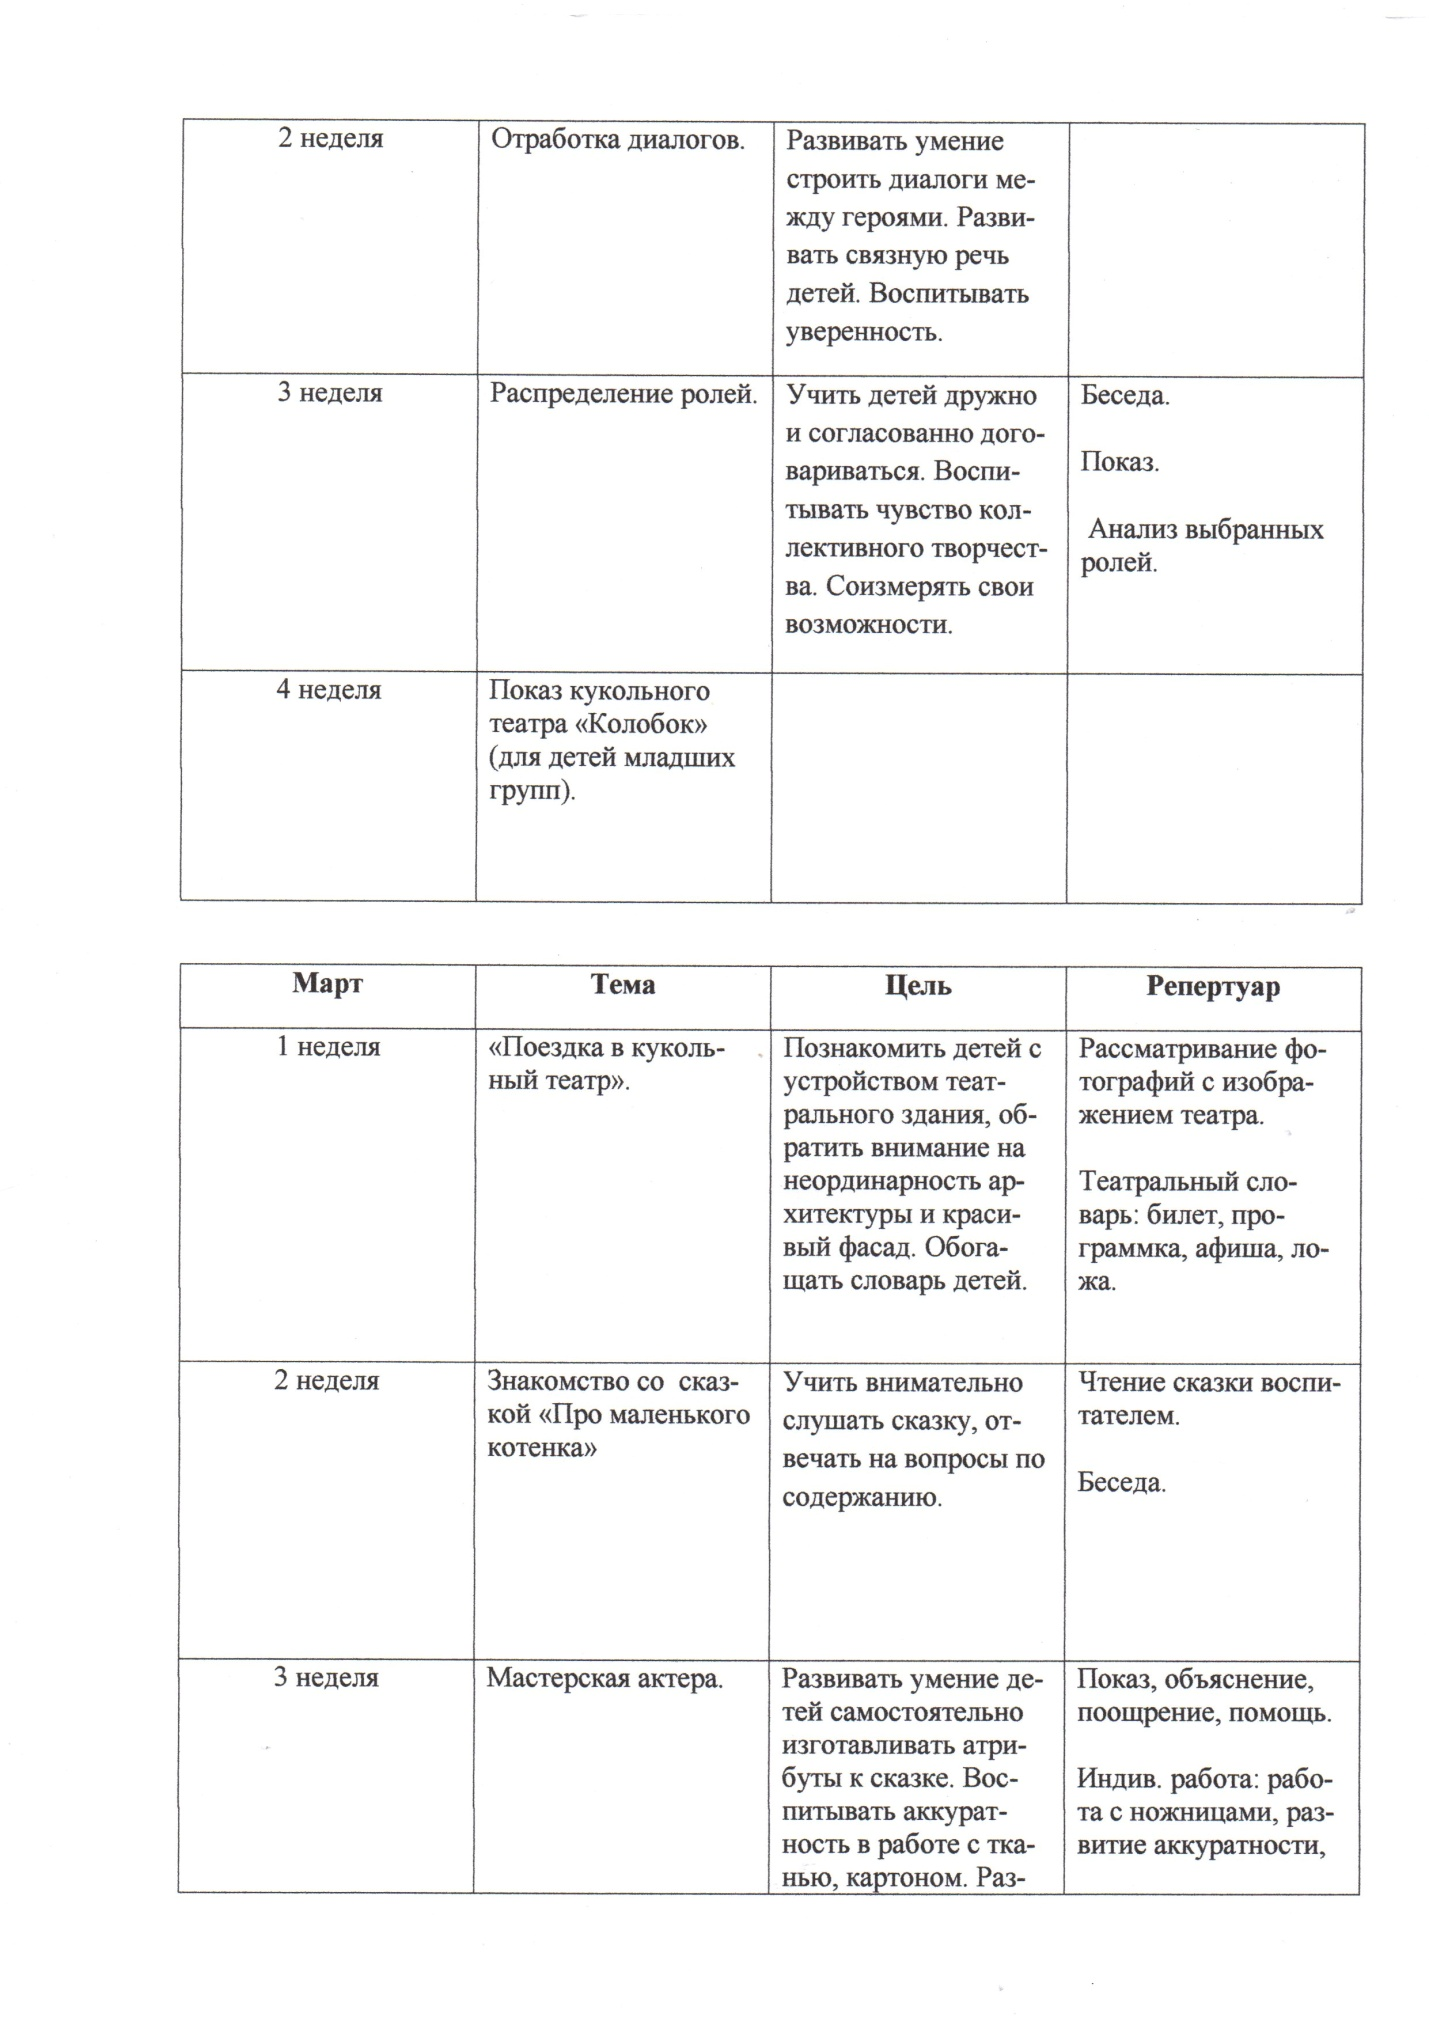 2 неделя
Отработка диалогов.
Развивать умение
строить диалоги ме-
жду героями. Разви-
вать связную речь
детей. Воспитывать
уверенность.
3 неделя
Распределение ролей.
Учить детей дружно
и согласованно дого-
вариваться. Воспи-
тывать чувство кол-
лективного творчест-
ва. Соизмерять свои
возможности.
Беседа.
Показ.
Анализ выбранных
ролей.
4 неделя
Показ кукольного
театра «Колобок»
(для детей младших
групп).
Март
Тема
Цель
Репертуар
1 неделя
«Поездка в куколь-
ный театр».
Познакомить детей с
устройством теат-
рального здания, об-
ратить внимание на
неординарность ар-
хитектуры и краси-
вый фасад. Обога-
щать словарь детей.
Рассматривание фо-
тографий с изобра-
жением театра.
Театральный сло-
варь: билет, про-
граммка, афиша, ло-
жа.
2 неделя
Знакомство со сказ-
кой «Про маленького
котенка»
Учить внимательно
слушать сказку, от-
вечать на вопросы по
содержанию.
Чтение сказки воспи-
тателем.
Беседа.
3 неделя
Мастерская актера.
Развивать умение де-
тей самостоятельно
изготавливать атри-
буты к сказке. Вос-
питывать аккурат-
ность в работе с тка-
нью, картоном. Раз-
Показ, объяснение,
поощрение, помощь.
Индив. работа: рабо-
та с ножницами, раз-
витие аккуратности,